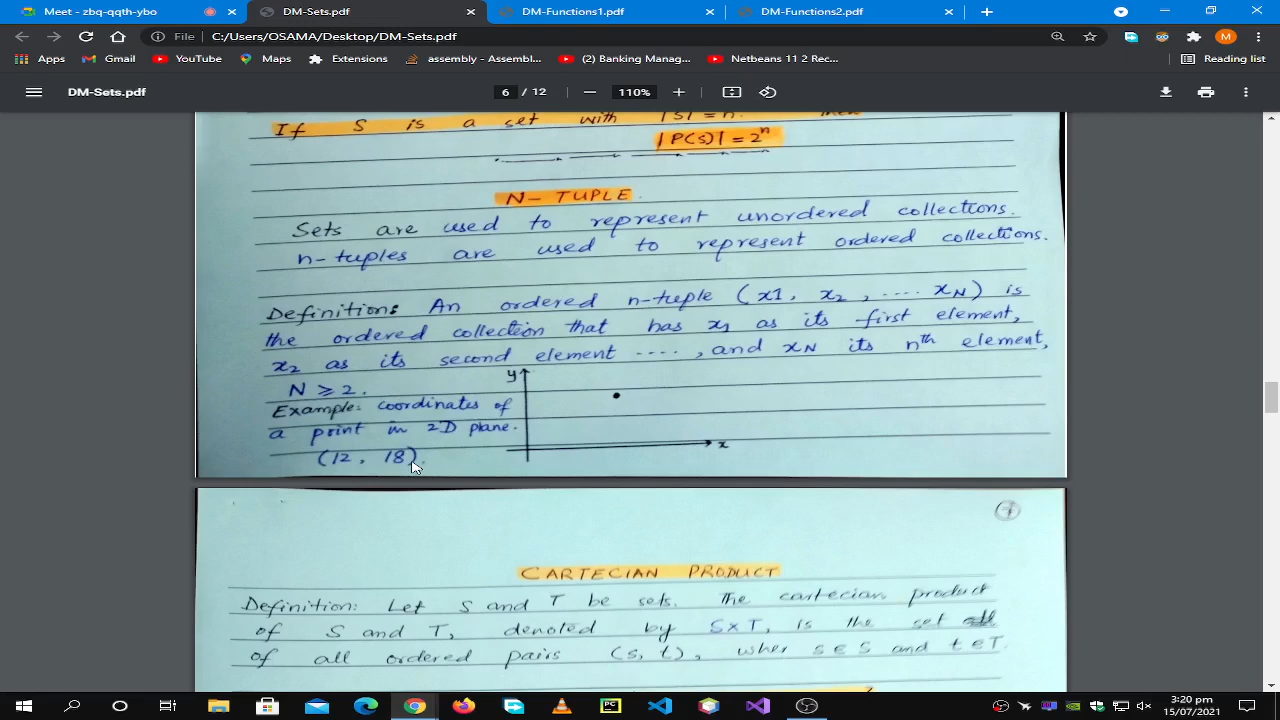 Meet - zbq-qqth-ybo
DM-Sets.pdf
DM-Functions1.pdf
DM-Functions2.pdf
File | C:/Users/OSAMA/Desktop/DM-Sets.pdf
M
Apps Gmail YouTube Maps Extensions assembly - Assembl... (2) Banking Manag... Netbeans 11 2 Rec... Reading list
DM-Sets.pdf 6 / 12 110%
If S is a set with |S| = n. then
|P(S)| = 2ⁿ
N-TUPLE.
Sets are used to represent unordered collections.
n-tuples are used to represent ordered collections.
Definition: An ordered n-tuple (x1, x₂, .... x_N) is
the ordered collection that has x₁ as its first element,
x₂ as its second element ...., and x_N its nᵗʰ element,
N ≥ 2.
Example: coordinates of
a point in 2D plane.
(12, 18).
y
x
7
CARTECIAN PRODUCT
Definition: Let S and T be sets. The cartecian product
of S and T, denoted by S×T, is the set
of all ordered pairs (s, t), wher s∈S and t∈T.
PC
3:20 pm
15/07/2021